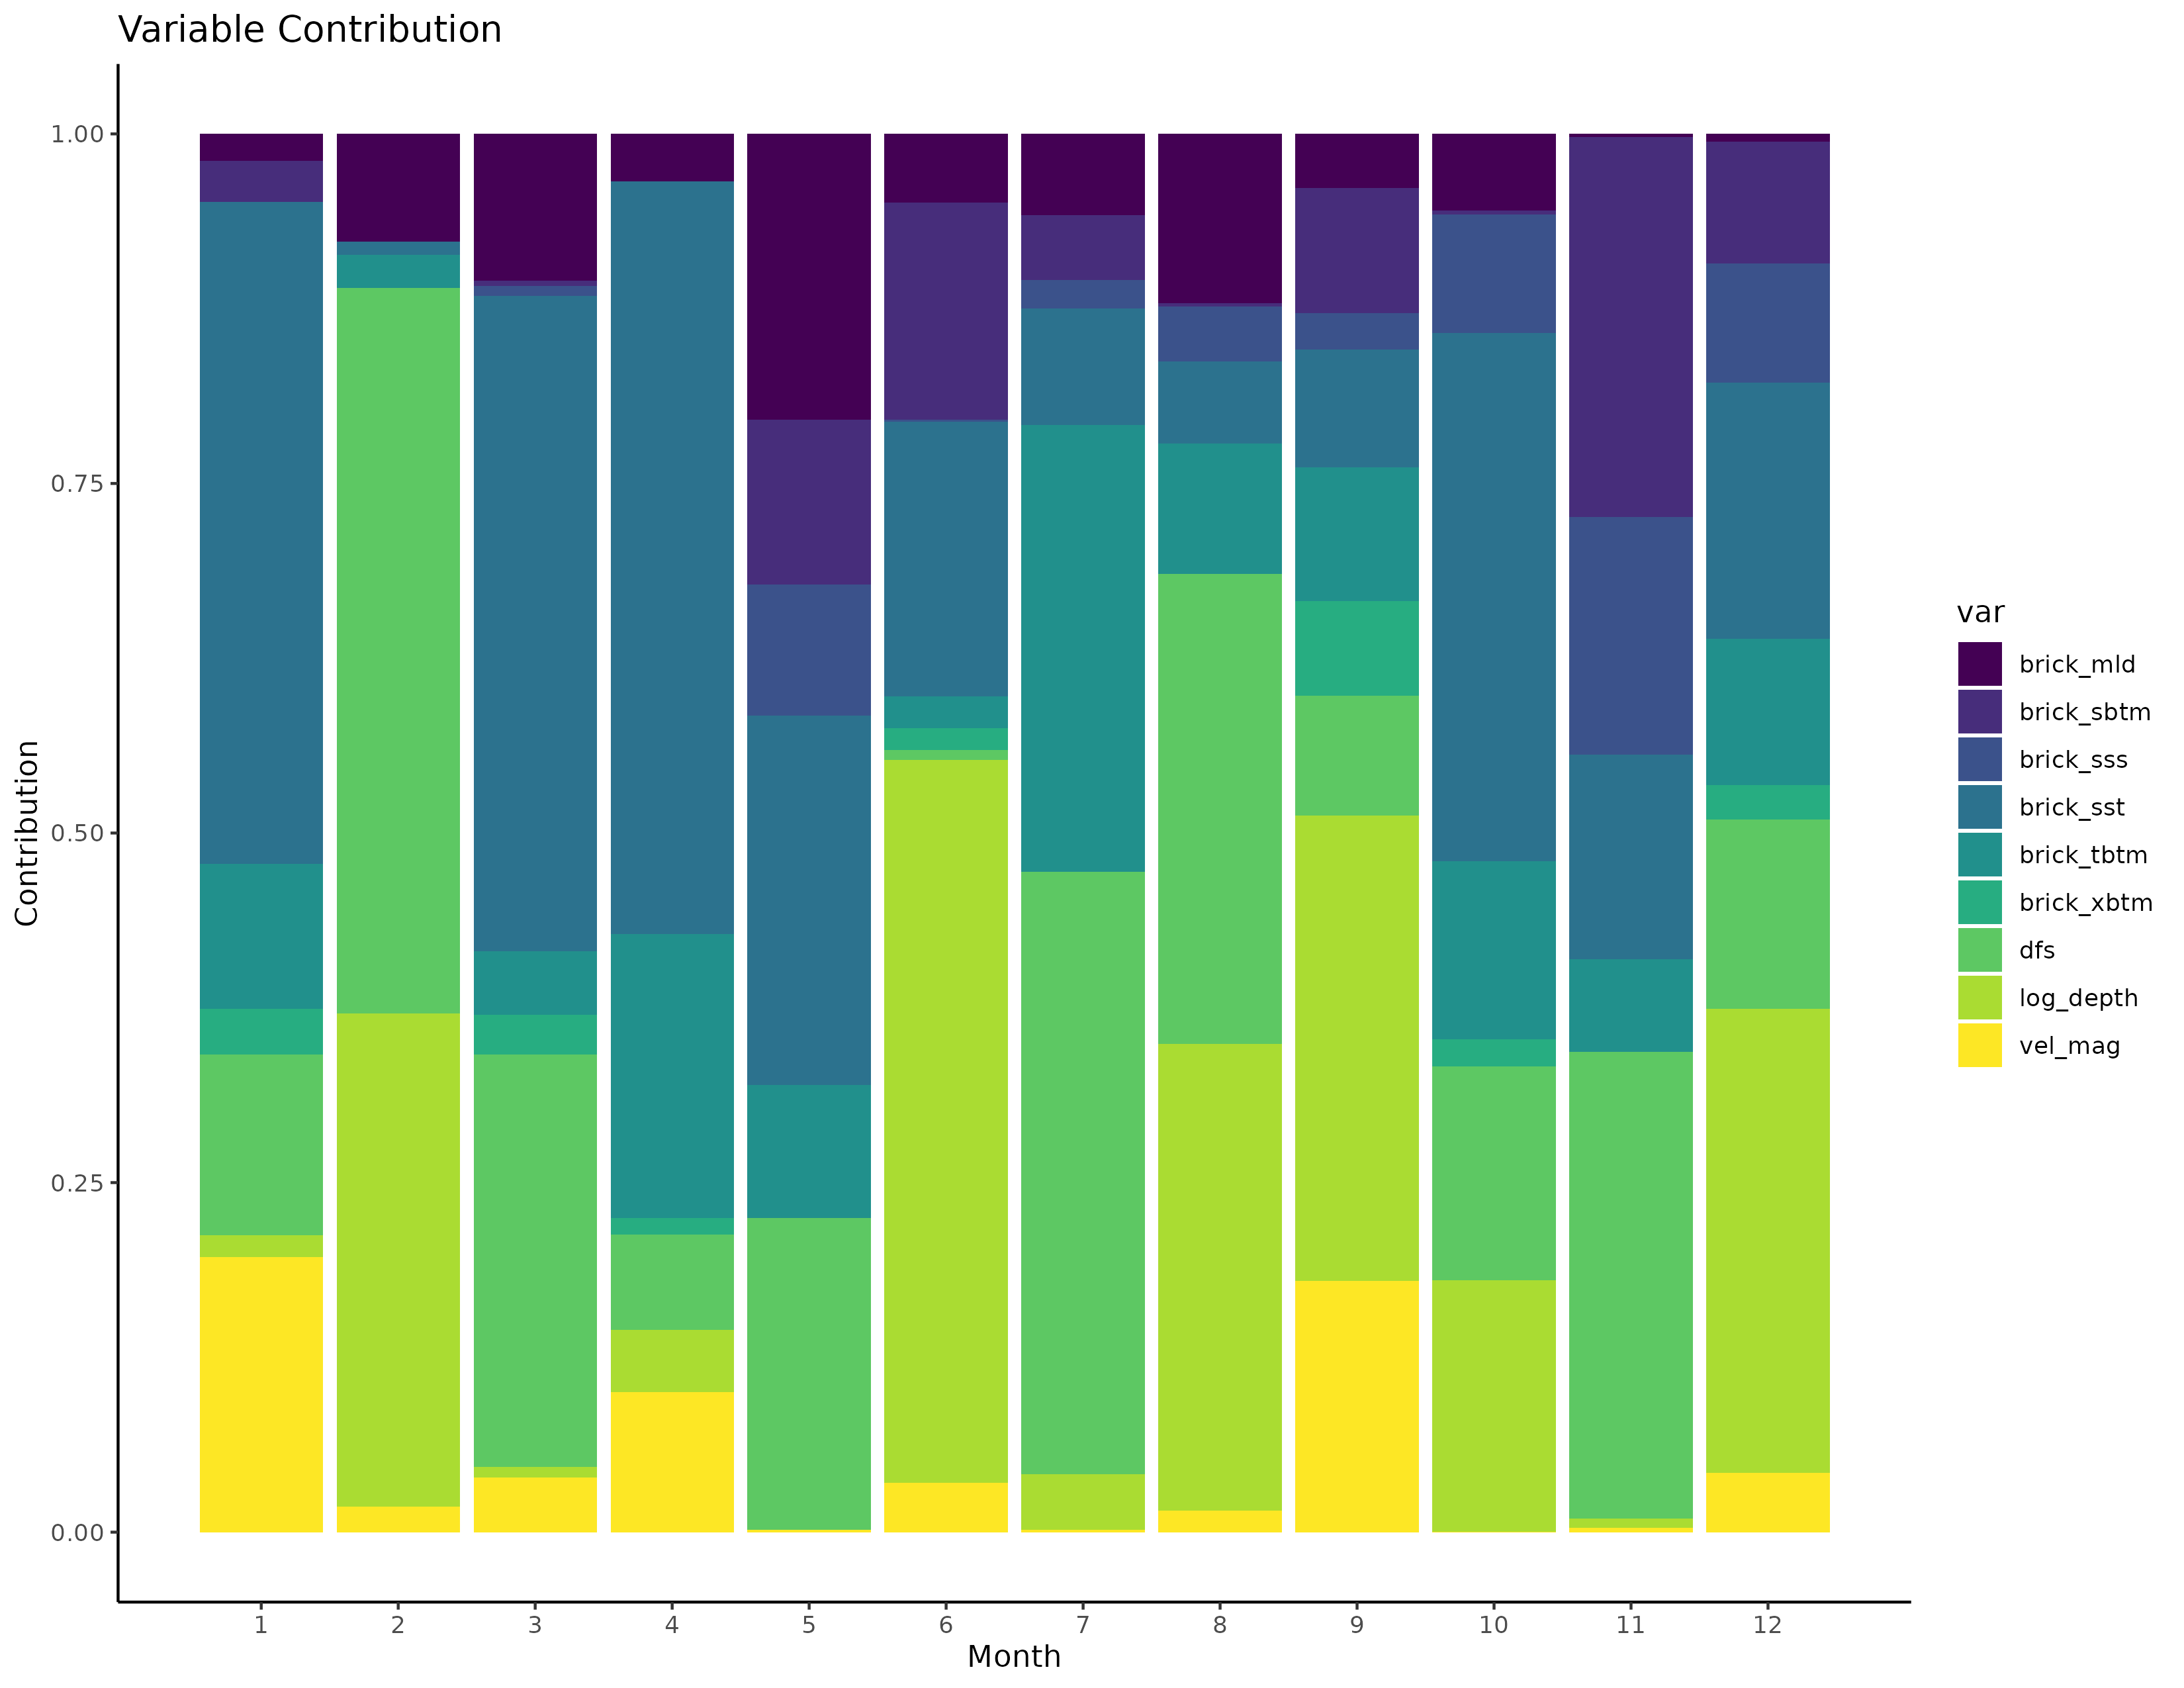 Variable Contribution
1.00
0.75
0.50
0.25
0.00
Contribution
1 2 3 4 5 6 7 8 9 10 11 12
Month
var
brick_mld
brick_sbtm
brick_sss
brick_sst
brick_tbtm
brick_xbtm
dfs
log_depth
vel_mag